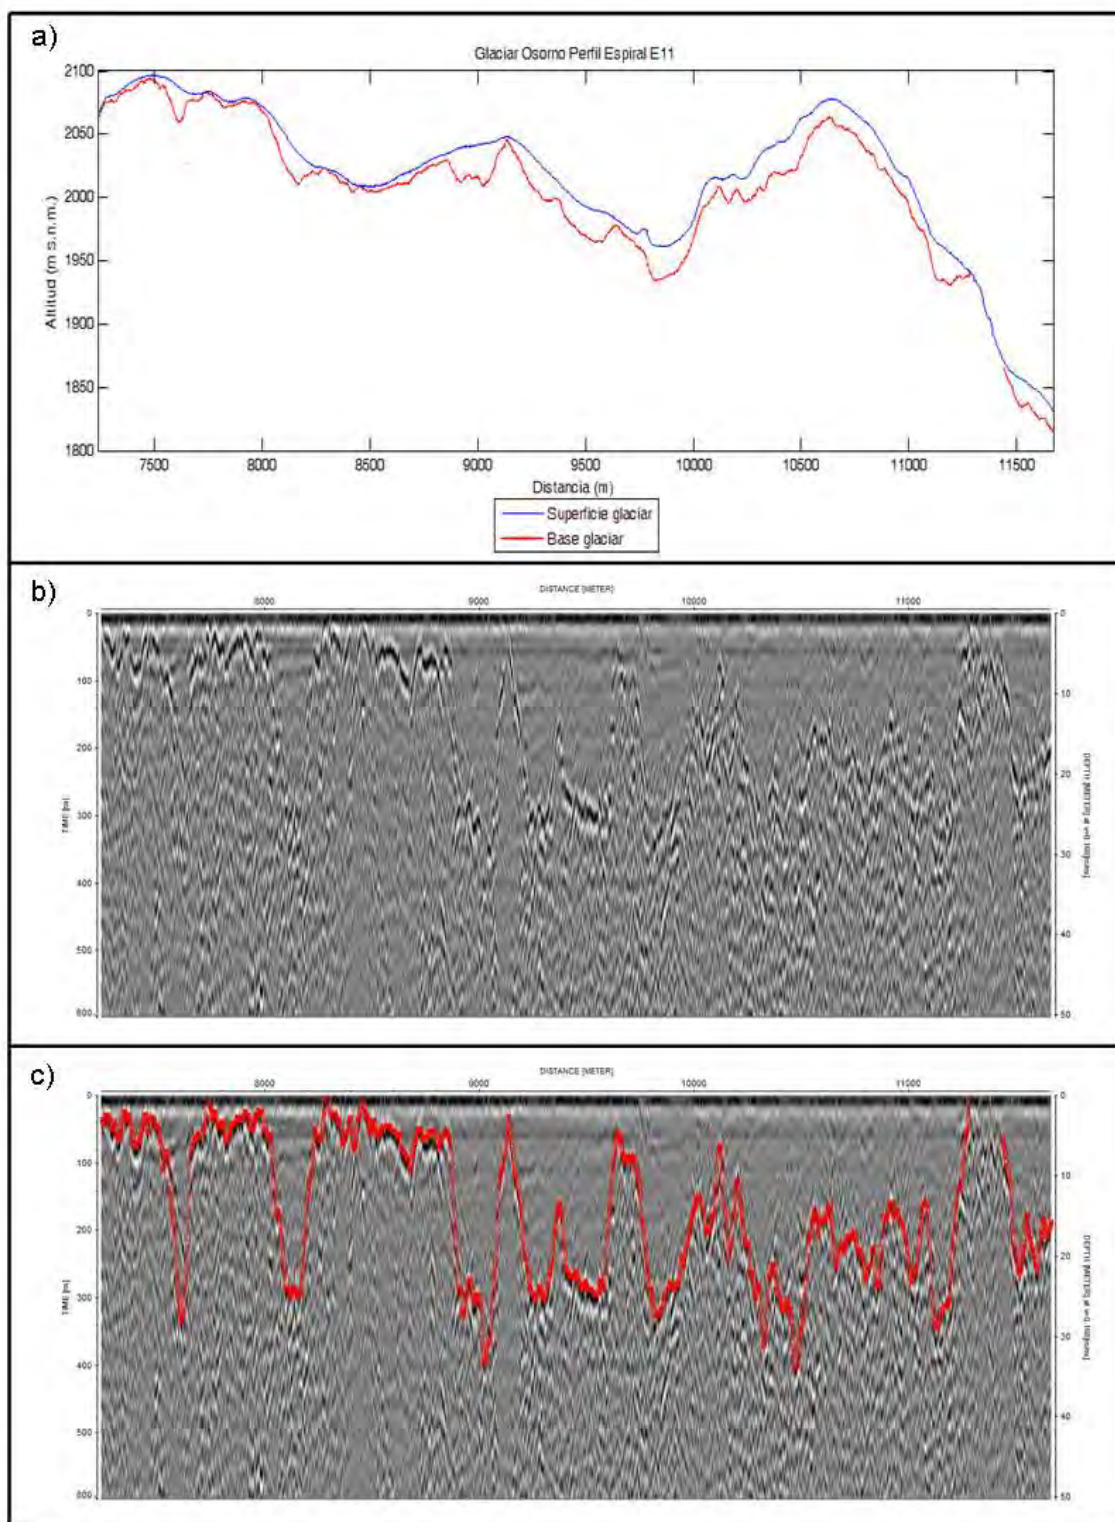 a)
Glaciar Osorno Perfil Espiral E11
2100
2050
2000
1950
1900
1850
1800
Altitud (m s.n.m.)
7500 8000 8500 9000 9500 10000 10500 11000 11500
Distancia (m)
Superficie glaciar
Base glaciar
b)
DISTANCE [METER]
8000 9000 10000 11000
0
100
200
300
400
500
600
TIME [ns]
0
10
20
30
40
50
c)
DISTANCE [METER]
8000 9000 10000 11000
0
100
200
300
400
500
600
TIME [ns]
0
10
20
30
40
50